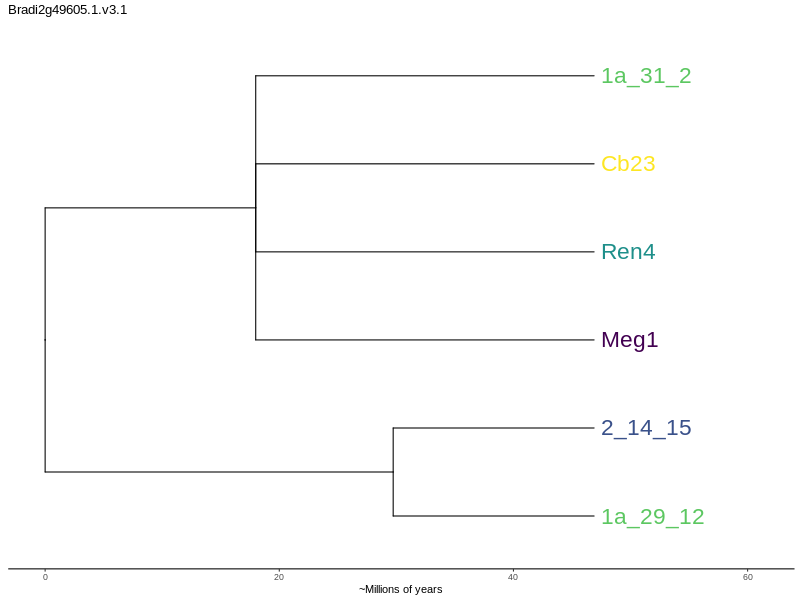 Bradi2g49605.1.v3.1
1a_31_2
Cb23
Ren4
Meg1
2_14_15
1a_29_12
0 20 40 60
~Millions of years